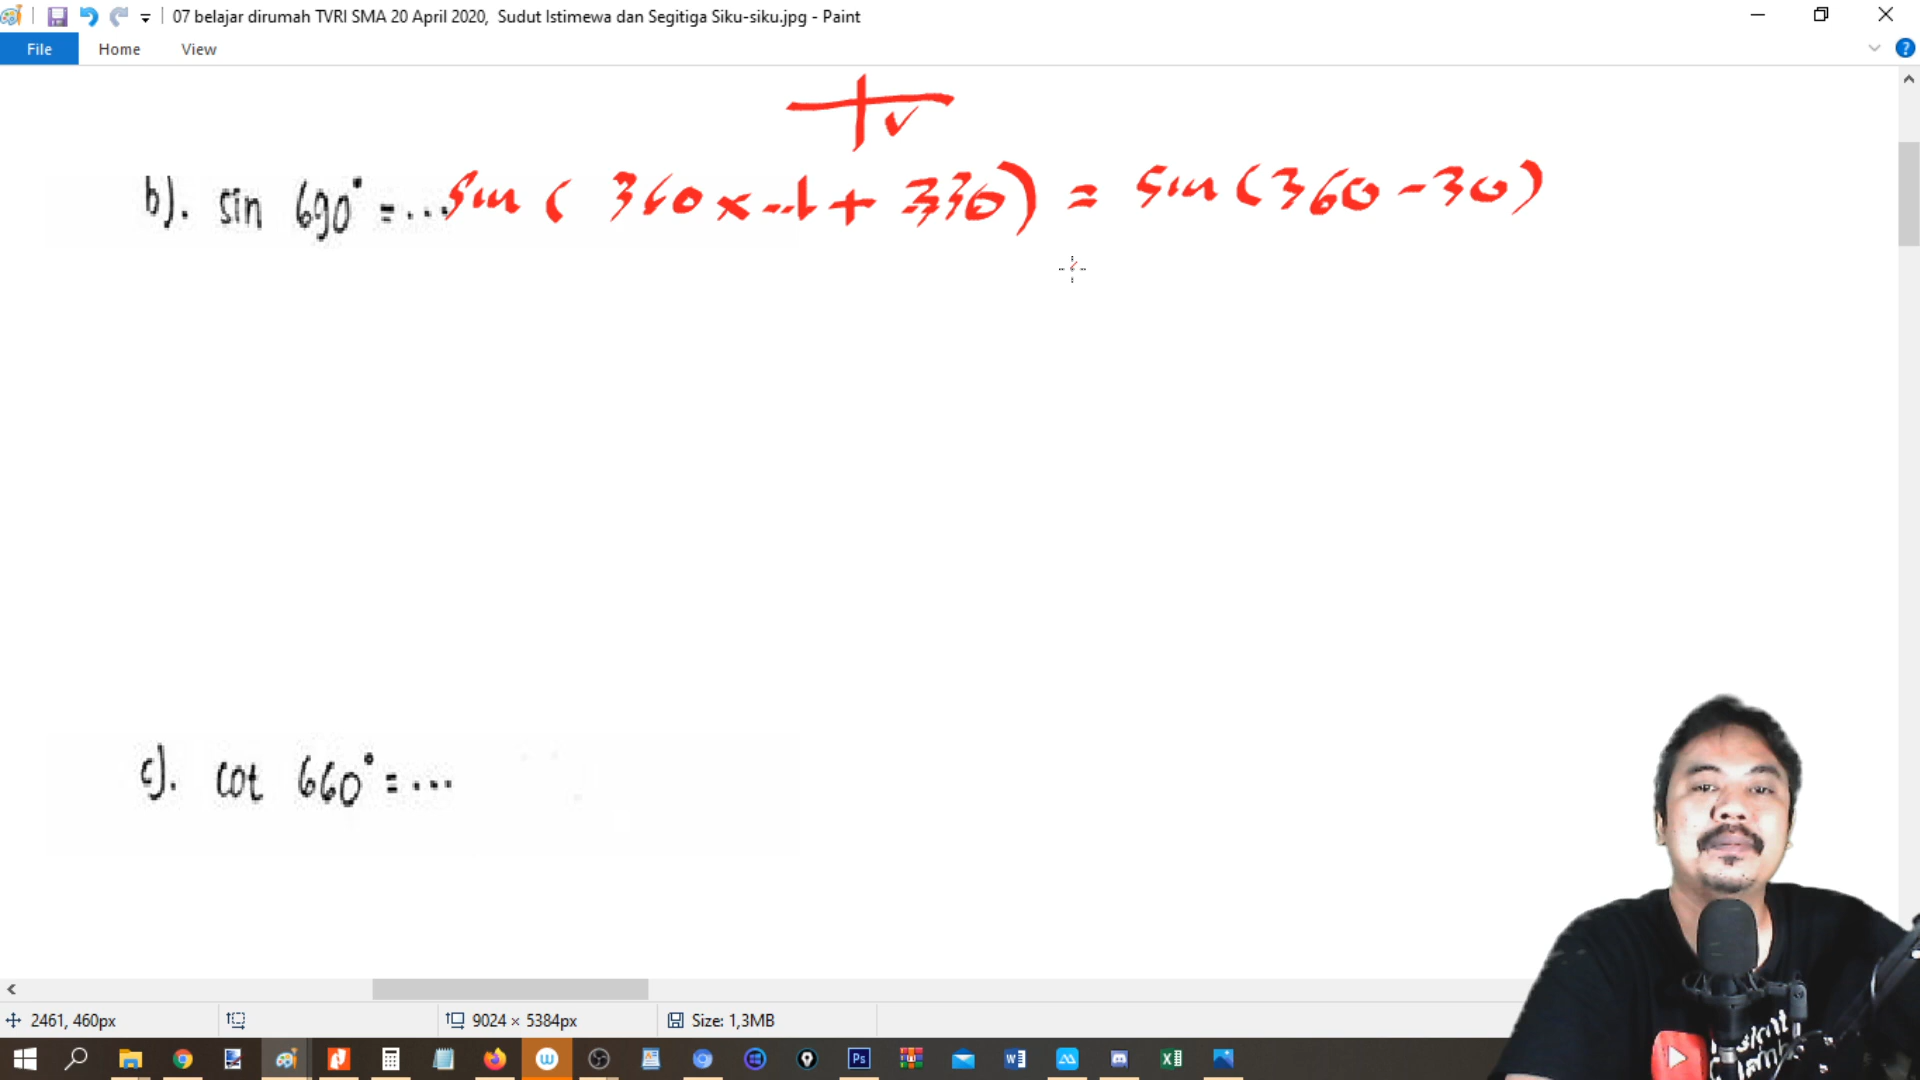 07 belajar dirumah TVRI SMA 20 April 2020, Sudut Istimewa dan Segitiga Siku-siku.jpg - Paint
File Home View
b). sin 690° = ... sin ( 360 x ...1 + 330 ) = sin (360 - 30)
c). cot 660° = ...
2461, 460px
9024 × 5384px
Size: 1,3MB